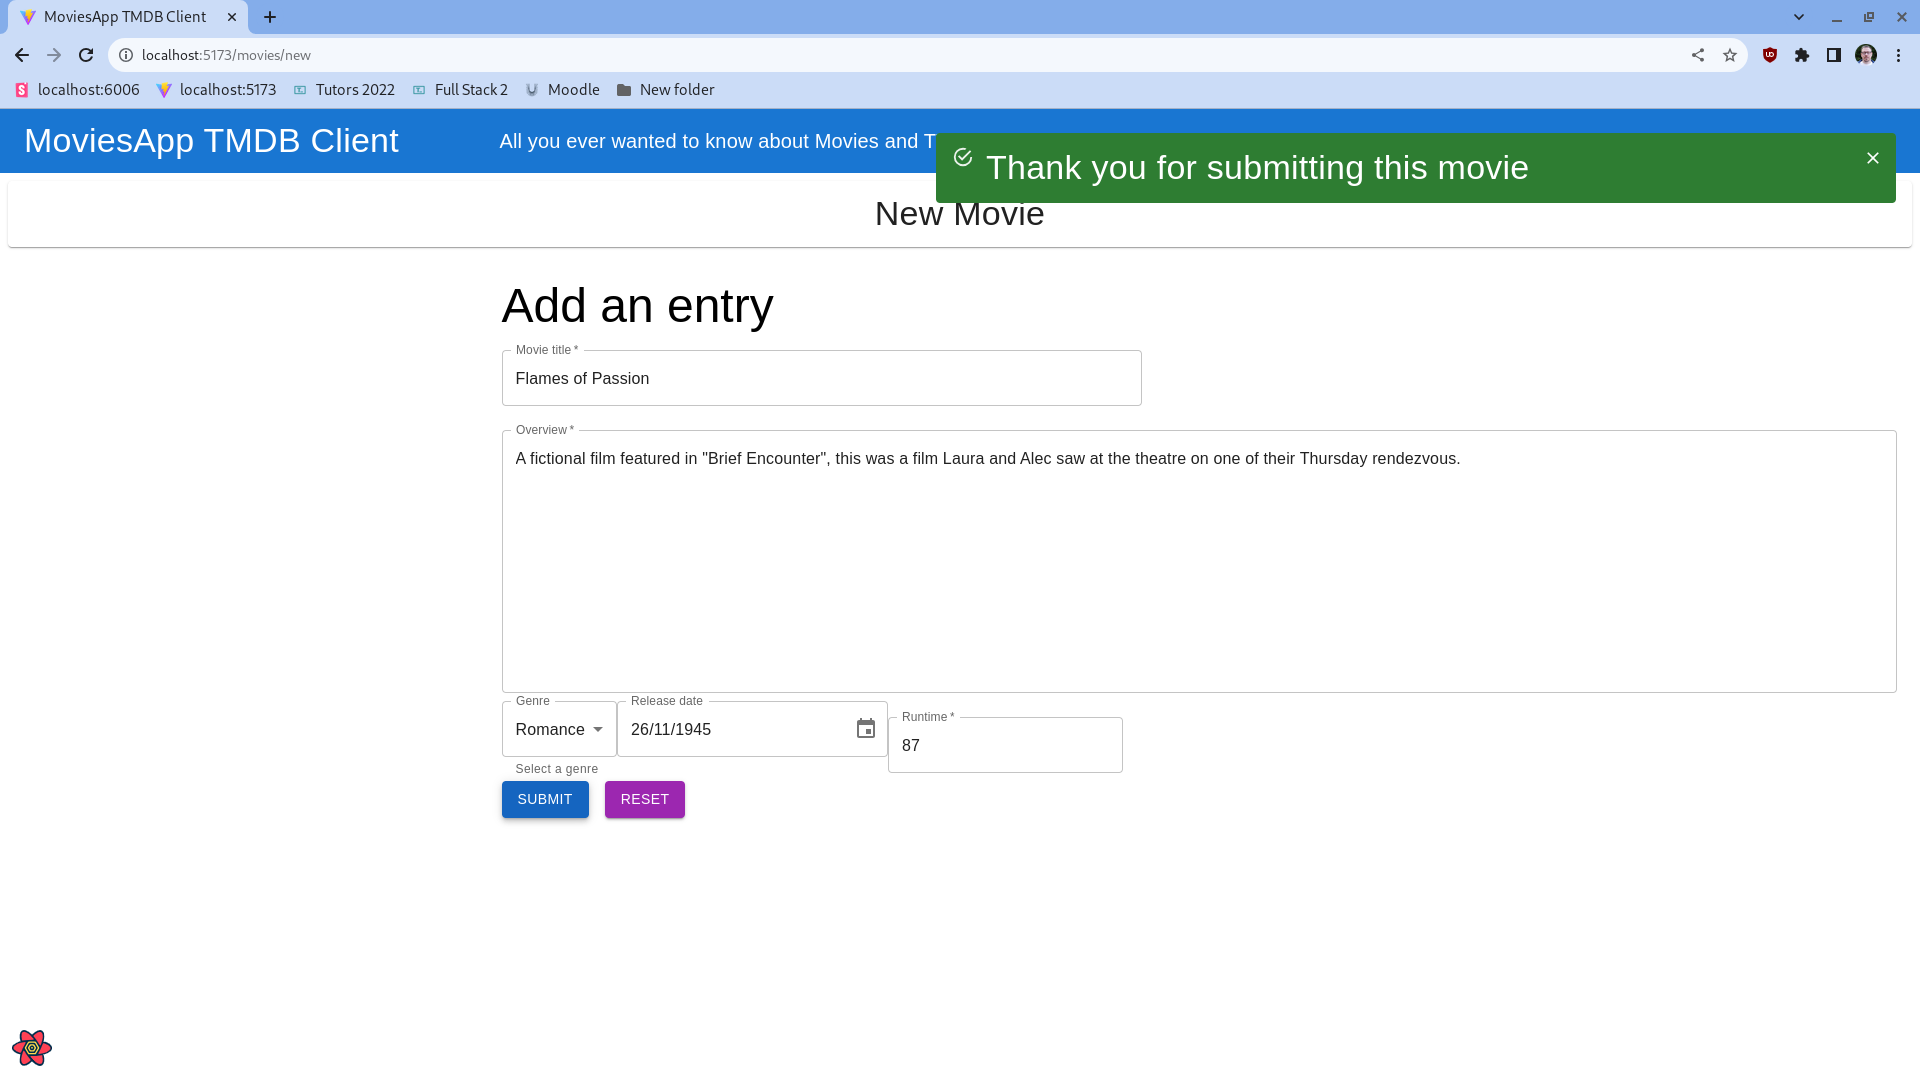 MoviesApp TMDB Client
localhost:5173/movies/new
localhost:6006 localhost:5173 Tutors 2022 Full Stack 2 Moodle New folder
MoviesApp TMDB Client
All you ever wanted to know about Movies and T
Thank you for submitting this movie
New Movie
Add an entry
Movie title *
Flames of Passion
Overview *
A fictional film featured in "Brief Encounter", this was a film Laura and Alec saw at the theatre on one of their Thursday rendezvous.
Genre Release date Runtime *
Romance 26/11/1945 87
Select a genre
SUBMIT RESET